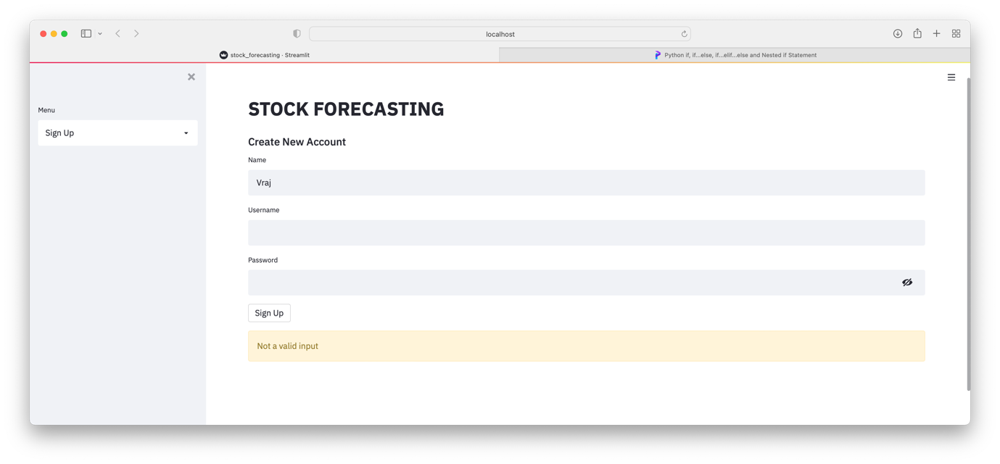 localhost
stock_forecasting · Streamlit
Python if, if...else, if...elif...else and Nested if Statement
Menu
Sign Up
STOCK FORECASTING
Create New Account
Name
Vraj
Username
Password
Sign Up
Not a valid input